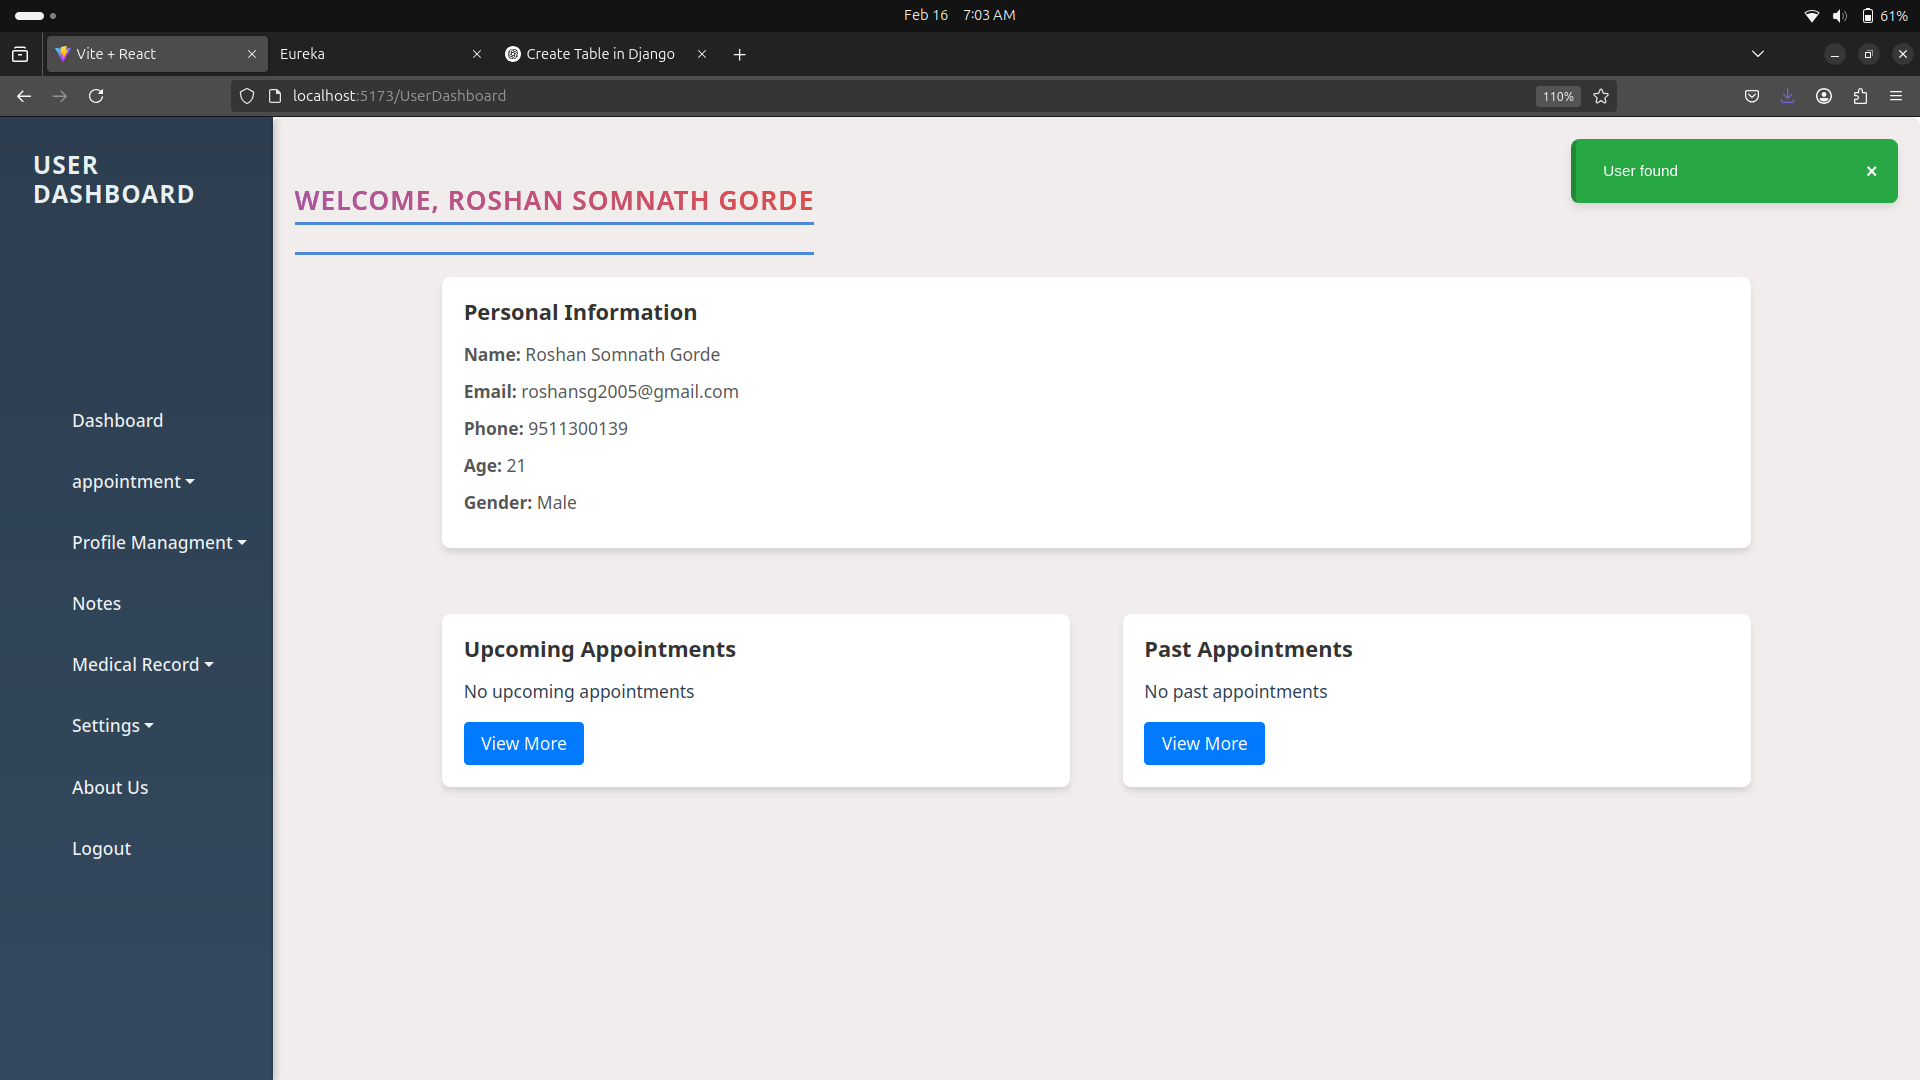 Feb 16 7:03 AM
61%
Vite + React
Eureka
Create Table in Django
localhost:5173/UserDashboard
110%
USER
DASHBOARD
Dashboard
appointment
Profile Managment
Notes
Medical Record
Settings
About Us
Logout
WELCOME, ROSHAN SOMNATH GORDE
User found
Personal Information
Name: Roshan Somnath Gorde
Email: roshansg2005@gmail.com
Phone: 9511300139
Age: 21
Gender: Male
Upcoming Appointments
No upcoming appointments
View More
Past Appointments
No past appointments
View More